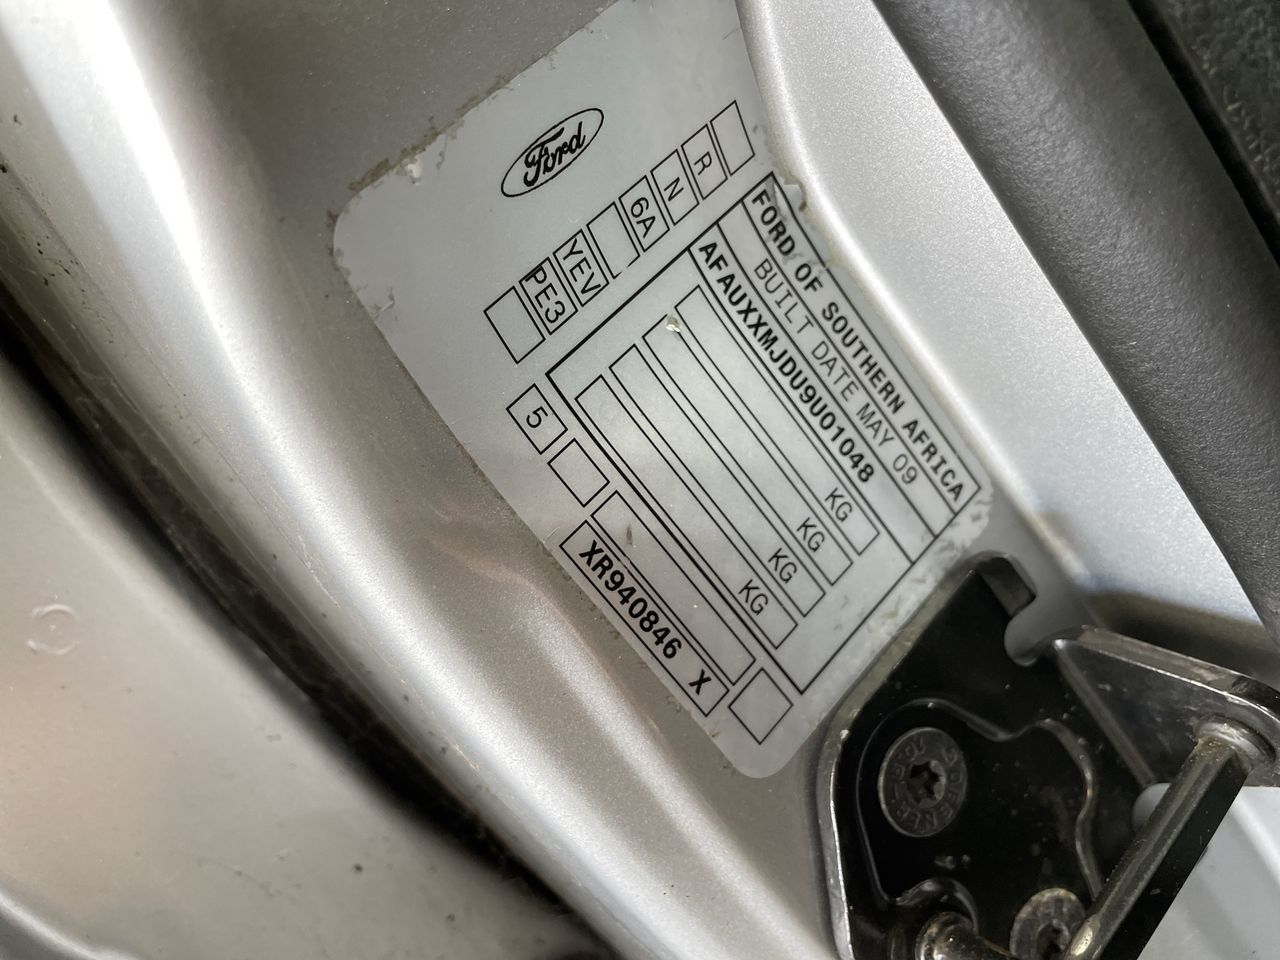 Ford
FORD OF SOUTHERN AFRICA
BUILT DATE MAY 09
AFAUXXMJDU9U01048
KG
KG
KG
KG
R
N
6A
YEV
PE3
5
XR940846 X